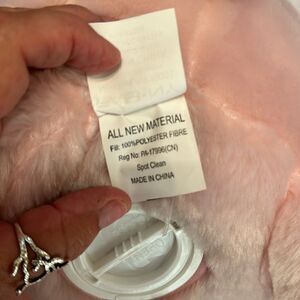 ALL NEW MATERIAL
Fill: 100%POLYESTER FIBRE
Reg No: PA-17996(CN)
Spot Clean
MADE IN CHINA